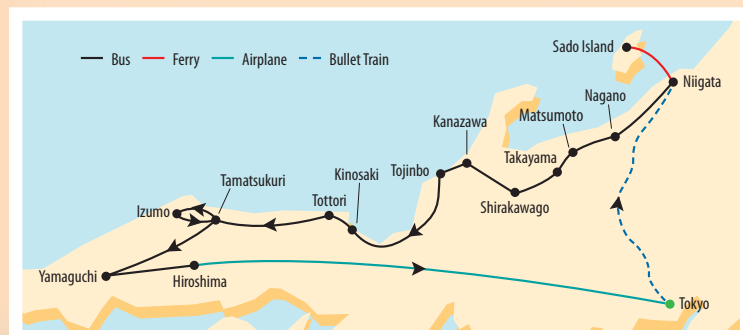 Bus
Ferry
Airplane
Bullet Train
Sado Island
Niigata
Nagano
Matsumoto
Kanazawa
Takayama
Tojinbo
Shirakawago
Kinosaki
Tottori
Tamatsukuri
Izumo
Yamaguchi
Hiroshima
Tokyo